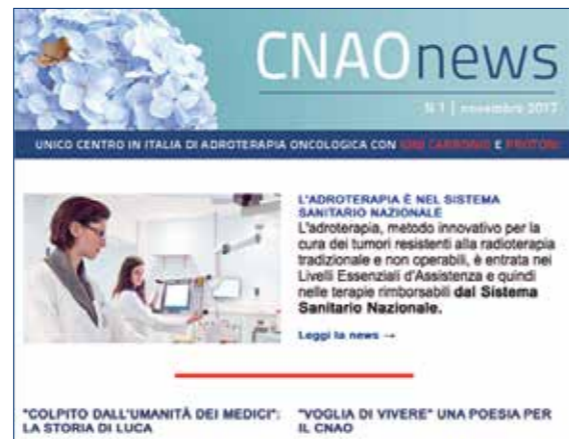 CNAOnews
N 1 | novembre 2017
UNICO CENTRO IN ITALIA DI ADROTERAPIA ONCOLOGICA CON IONI CARBONIO E PROTONI
L'ADROTERAPIA È NEL SISTEMA
SANITARIO NAZIONALE
L'adroterapia, metodo innovativo per la
cura dei tumori resistenti alla radioterapia
tradizionale e non operabili, è entrata nei
Livelli Essenziali d'Assistenza e quindi
nelle terapie rimborsabili dal Sistema
Sanitario Nazionale.
Leggi la news →
"COLPITO DALL'UMANITÀ DEI MEDICI":
LA STORIA DI LUCA
"VOGLIA DI VIVERE" UNA POESIA PER
IL CNAO